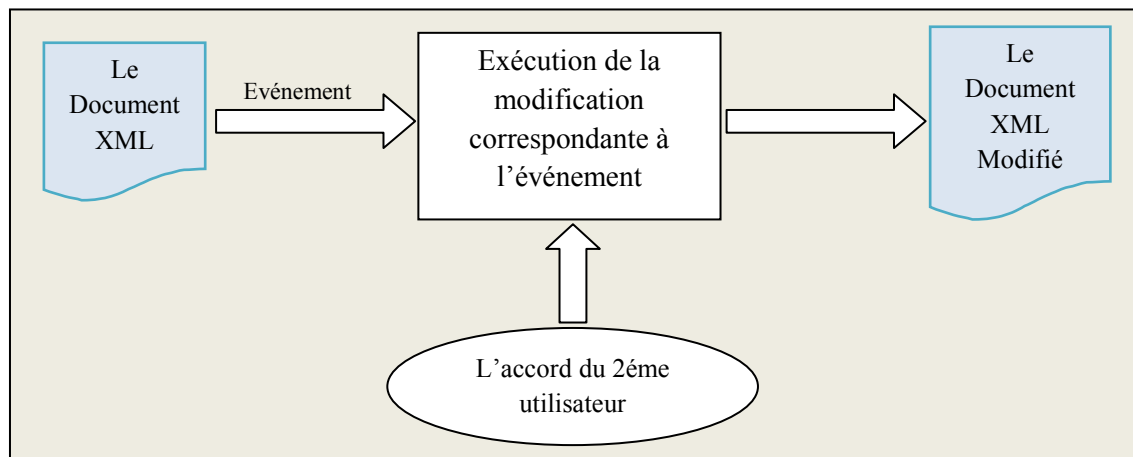 Le
Document
XML
Evénement
Exécution de la
modification
correspondante à
l’événement
Le
Document
XML
Modifié
L’accord du 2éme
utilisateur